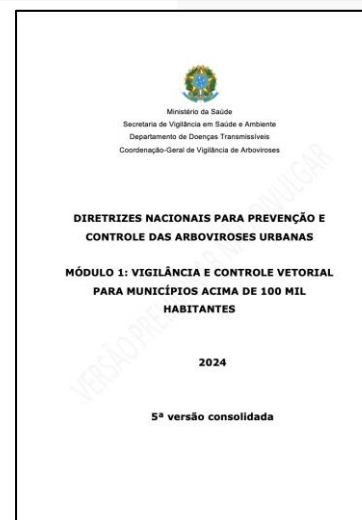 Ministério da Saúde
Secretaria de Vigilância em Saúde e Ambiente
Departamento de Doenças Transmissíveis
Coordenação-Geral de Vigilância de Arboviroses
DIRETRIZES NACIONAIS PARA PREVENÇÃO E
CONTROLE DAS ARBOVIROSES URBANAS
MÓDULO 1: VIGILÂNCIA E CONTROLE VETORIAL
PARA MUNICÍPIOS ACIMA DE 100 MIL
HABITANTES
2024
5ª versão consolidada